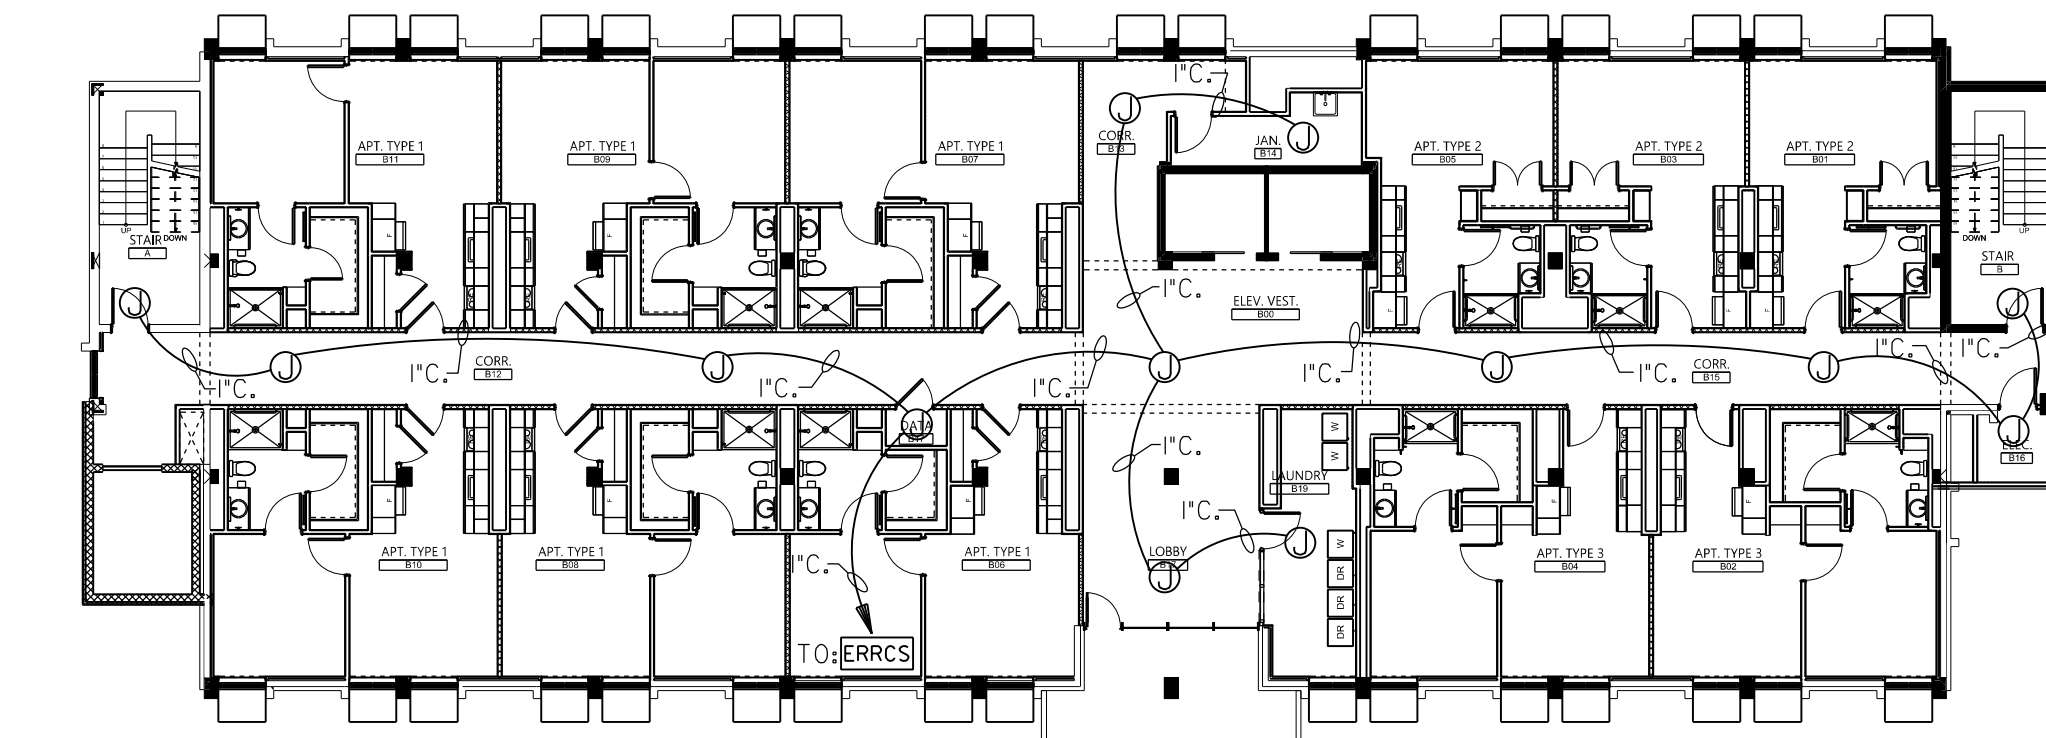 1"C.
J
J
CORR.
B13
JAN.
B14
APT. TYPE 1
B11
APT. TYPE 1
B09
APT. TYPE 1
B07
APT. TYPE 2
B05
APT. TYPE 2
B03
APT. TYPE 2
B01
UP
DOWN
STAIR
A
F
F
F
F
F
F
DOWN
UP
STAIR
B
J
1"C.
ELEV. VEST.
B00
J
J
J
J
J
J
J
1"C.
1"C.
CORR.
B12
1"C.
1"C.
1"C.
1"C.
CORR.
B15
1"C.
1"C.
J
DATA
J
ELEC.
B16
W
W
1"C.
LAUNDRY
B19
F
F
F
F
F
F
1"C.
J
W
APT. TYPE 1
B10
APT. TYPE 1
B08
APT. TYPE 1
B06
LOBBY
J
APT. TYPE 3
B04
APT. TYPE 3
B02
1"C.
DR
DR
DR
TO: ERRCS